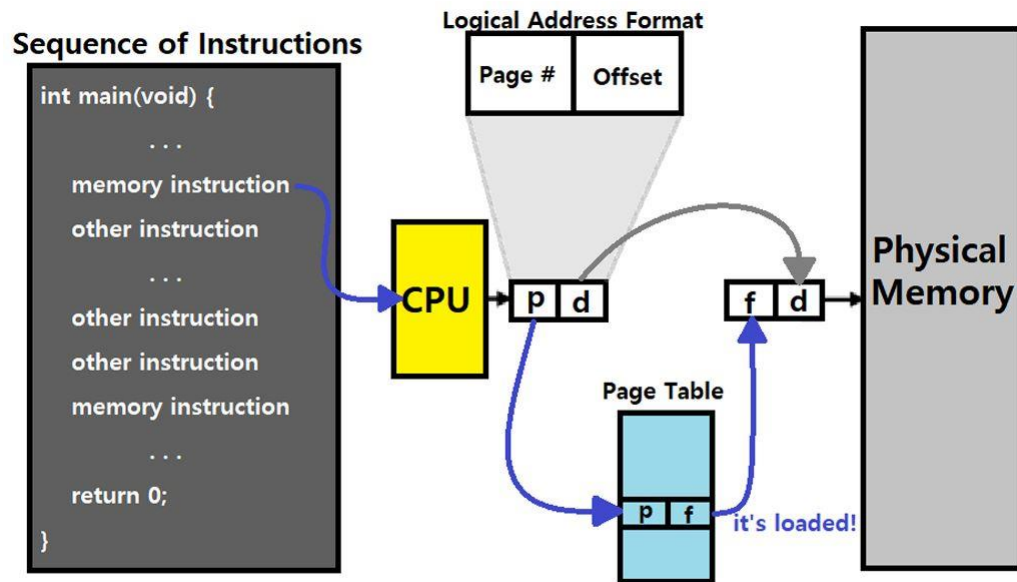 Logical Address Format
Sequence of Instructions
Page #
Offset
int main(void) {
. . .
memory instruction
other instruction
. . .
other instruction
other instruction
memory instruction
. . .
return 0;
}
CPU
p
d
f
d
Physical
Memory
Page Table
p
f
it's loaded!